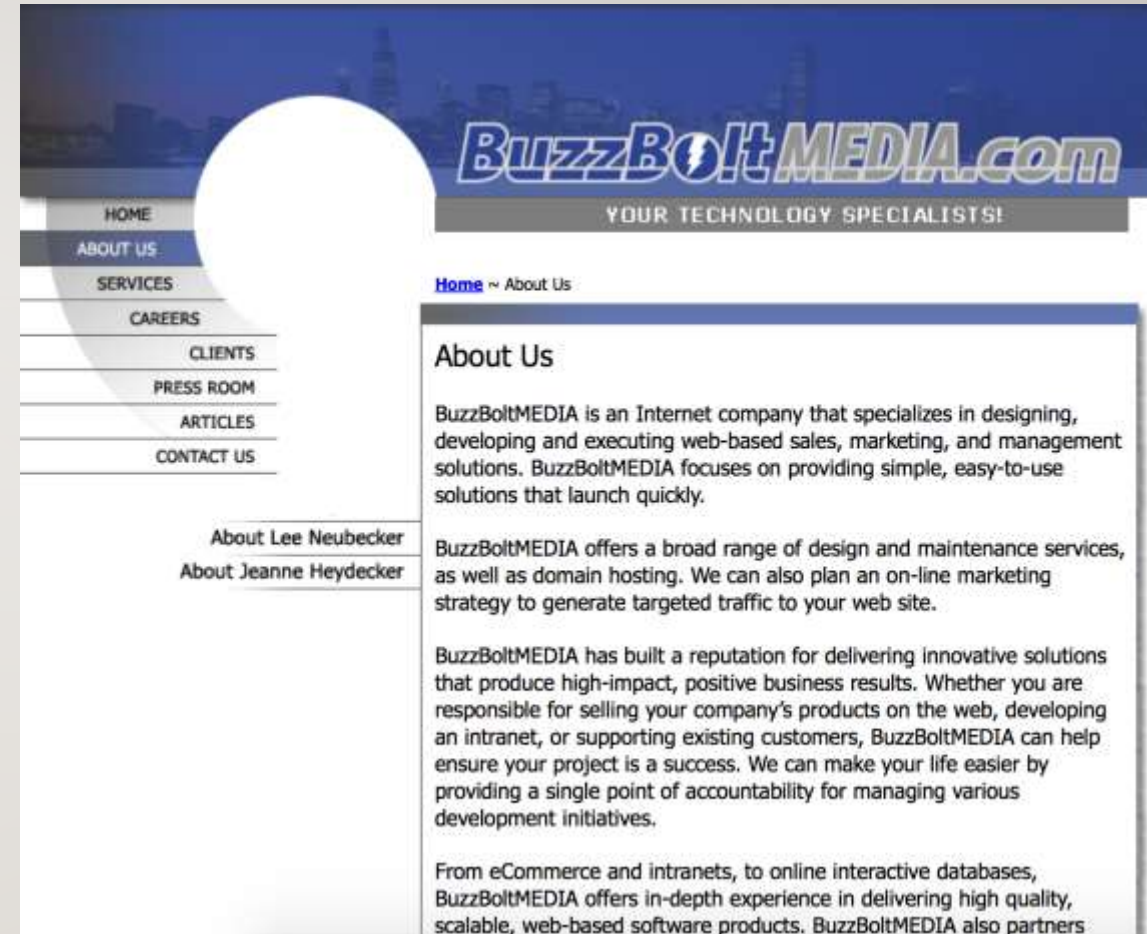 BuzzBoltMEDIA.com
YOUR TECHNOLOGY SPECIALISTS!
HOME
ABOUT US
SERVICES
CAREERS
CLIENTS
PRESS ROOM
ARTICLES
CONTACT US
About Lee Neubecker
About Jeanne Heydecker
Home ~ About Us
About Us
BuzzBoltMEDIA is an Internet company that specializes in designing,
developing and executing web-based sales, marketing, and management
solutions. BuzzBoltMEDIA focuses on providing simple, easy-to-use
solutions that launch quickly.
BuzzBoltMEDIA offers a broad range of design and maintenance services,
as well as domain hosting. We can also plan an on-line marketing
strategy to generate targeted traffic to your web site.
BuzzBoltMEDIA has built a reputation for delivering innovative solutions
that produce high-impact, positive business results. Whether you are
responsible for selling your company's products on the web, developing
an intranet, or supporting existing customers, BuzzBoltMEDIA can help
ensure your project is a success. We can make your life easier by
providing a single point of accountability for managing various
development initiatives.
From eCommerce and intranets, to online interactive databases,
BuzzBoltMEDIA offers in-depth experience in delivering high quality,
scalable, web-based software products. BuzzBoltMEDIA also partners